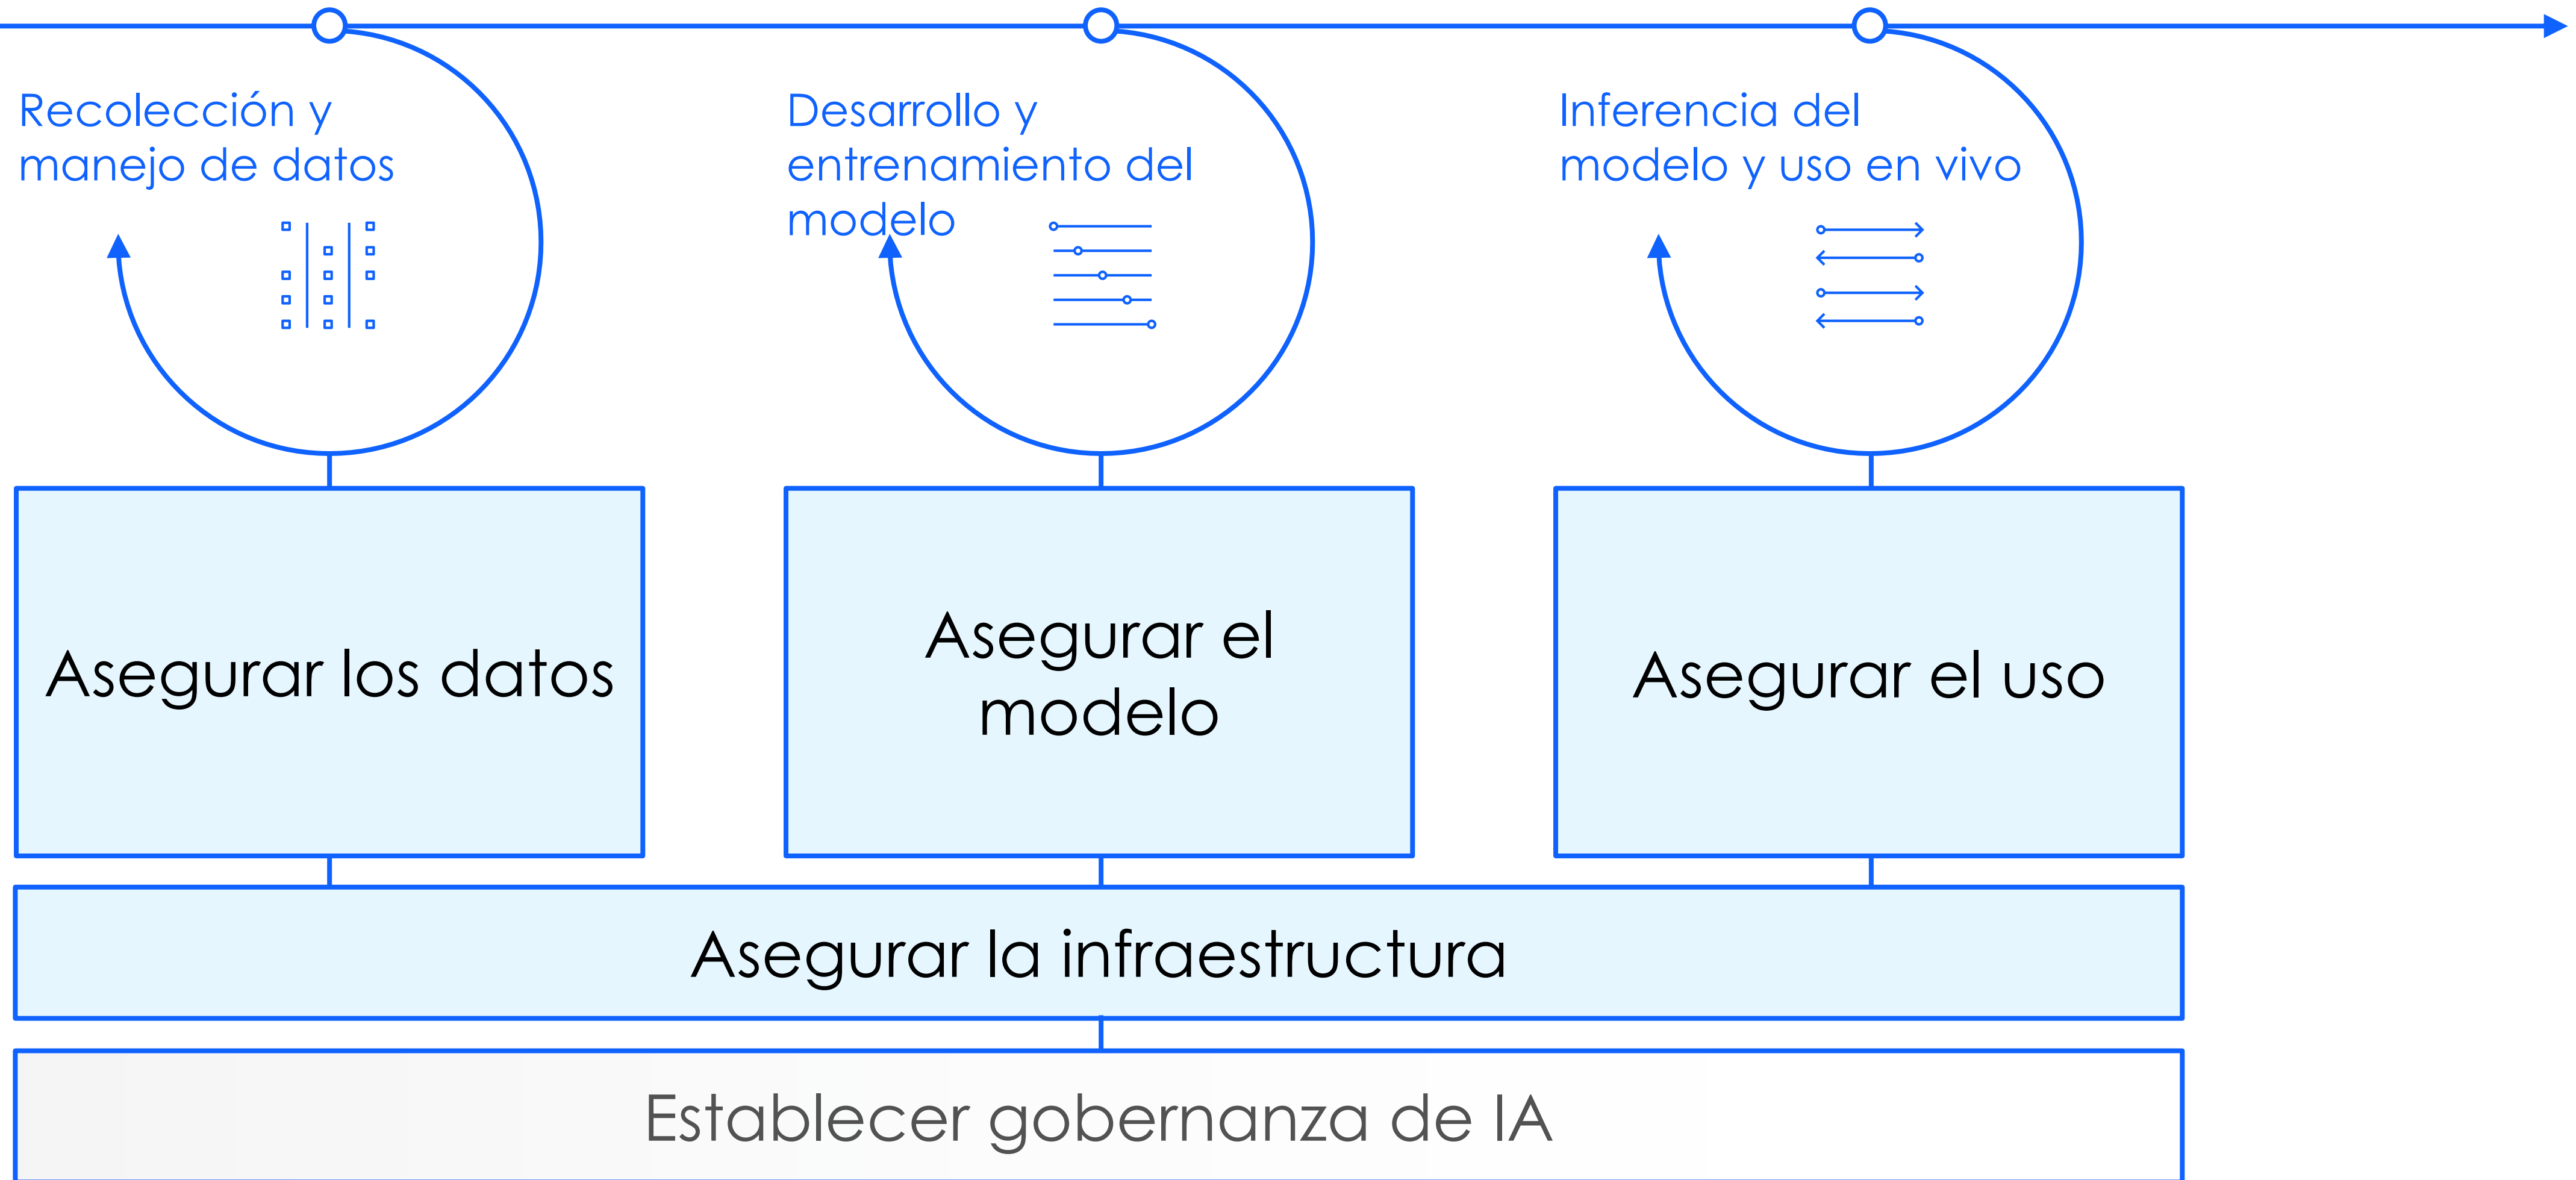 Recolección y
manejo de datos
Desarrollo y
entrenamiento del
modelo
Inferencia del
modelo y uso en vivo
Asegurar los datos
Asegurar el
modelo
Asegurar el uso
Asegurar la infraestructura
Establecer gobernanza de IA